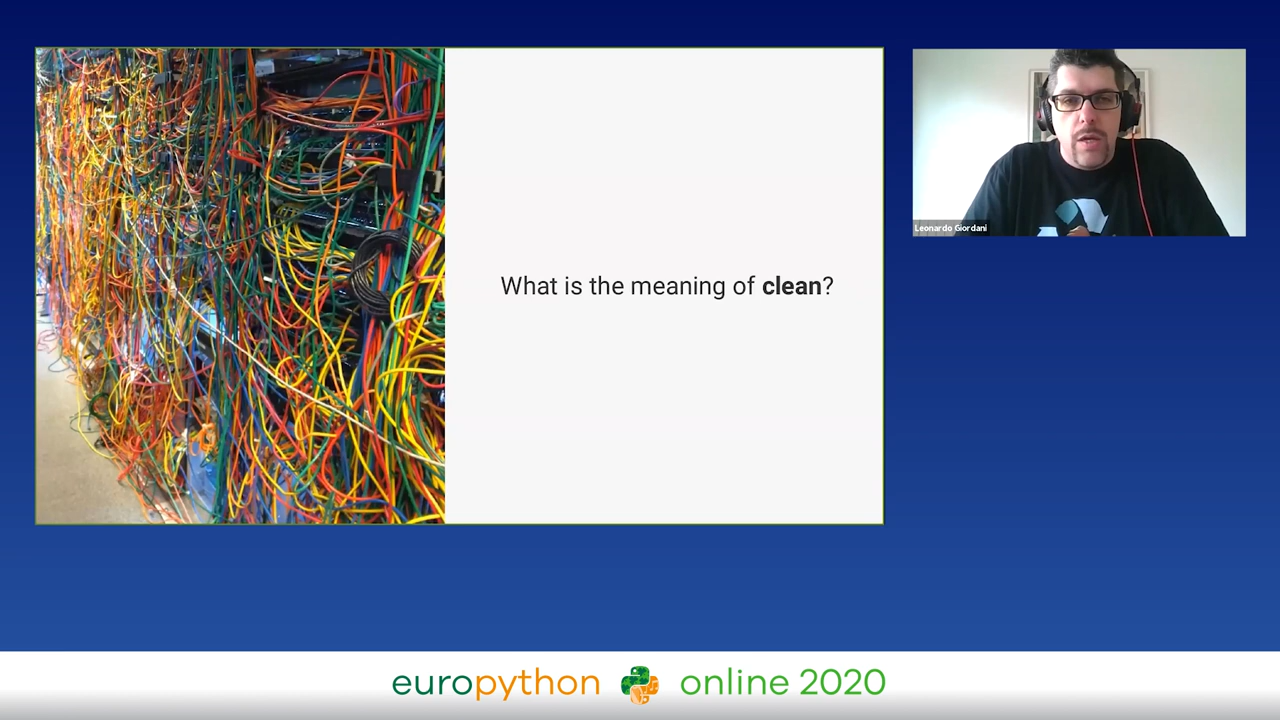 What is the meaning of clean?
Leonardo Giordani
europython online 2020